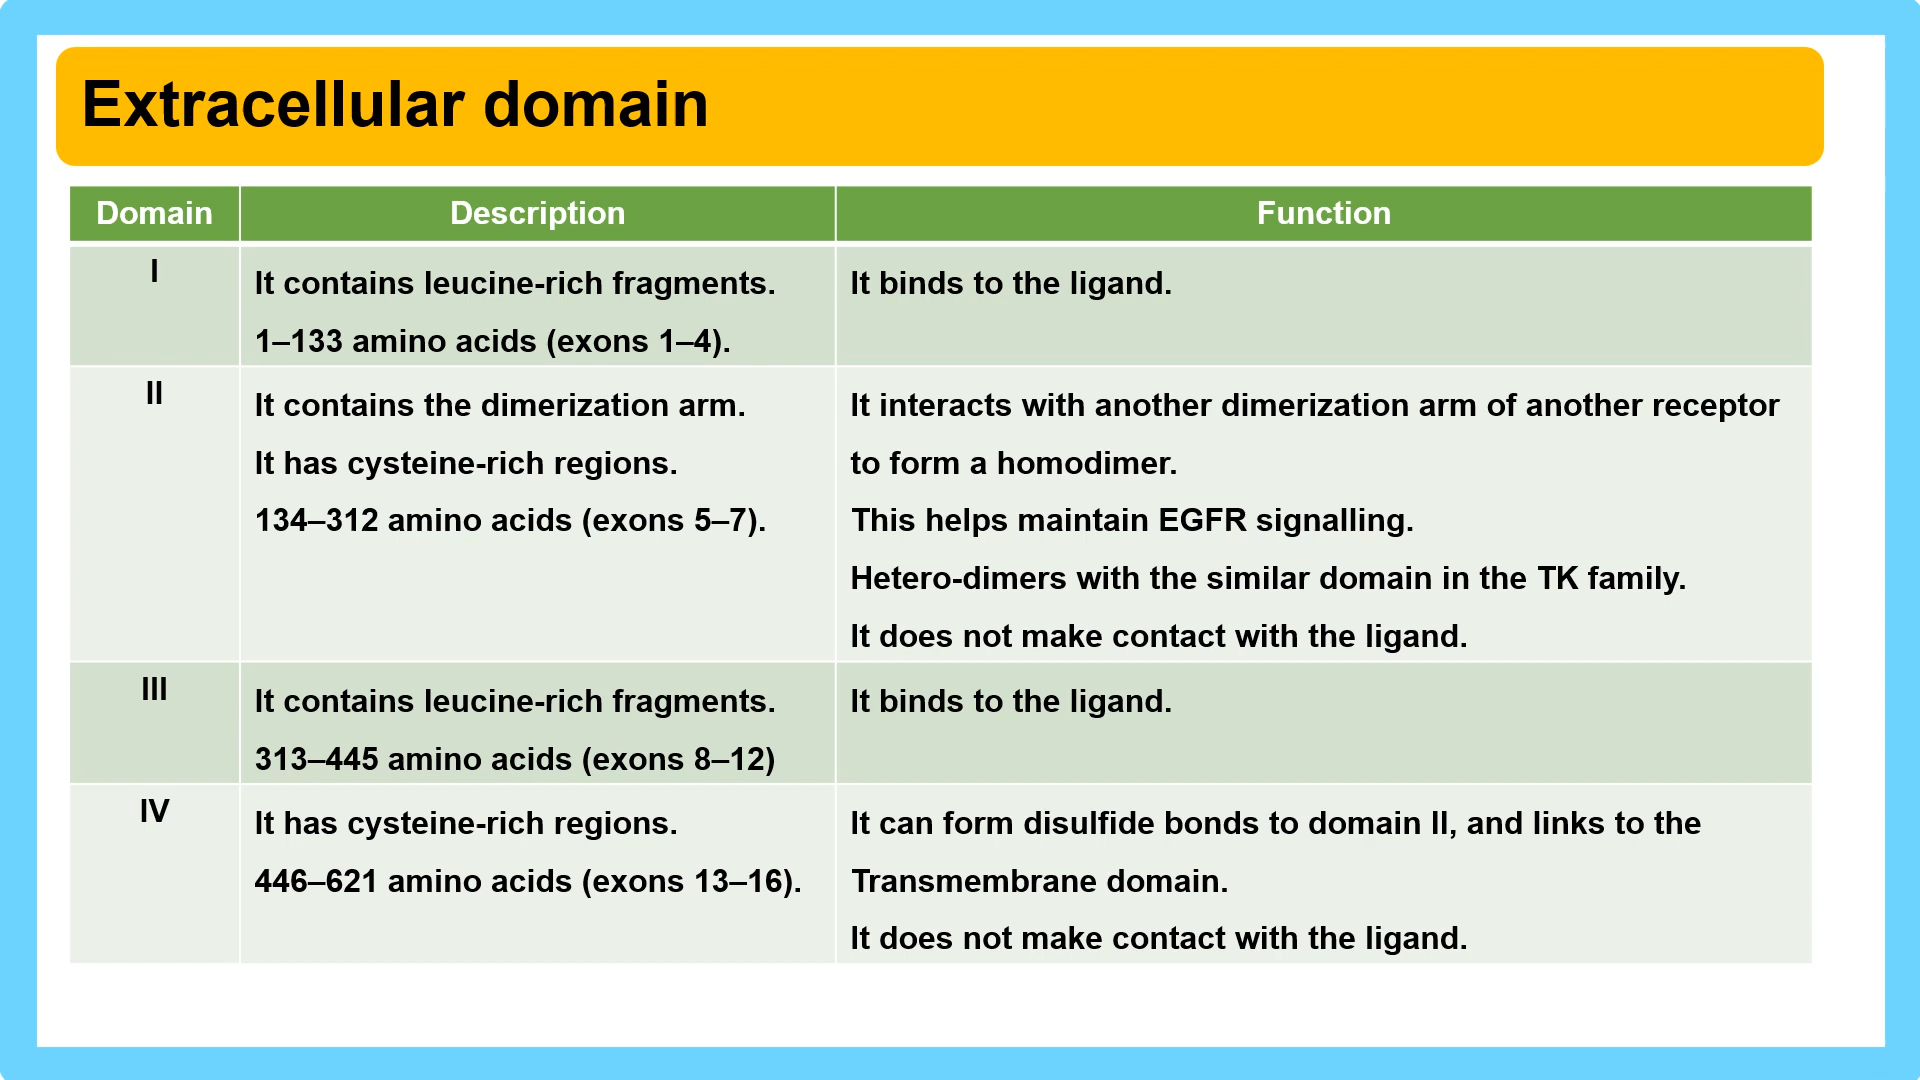 Extracellular domain
Domain Description Function
I
It contains leucine-rich fragments.
1–133 amino acids (exons 1–4).
It binds to the ligand.
II
It contains the dimerization arm.
It has cysteine-rich regions.
134–312 amino acids (exons 5–7).
It interacts with another dimerization arm of another receptor
to form a homodimer.
This helps maintain EGFR signalling.
Hetero-dimers with the similar domain in the TK family.
It does not make contact with the ligand.
III
It contains leucine-rich fragments.
313–445 amino acids (exons 8–12)
It binds to the ligand.
IV
It has cysteine-rich regions.
446–621 amino acids (exons 13–16).
It can form disulfide bonds to domain II, and links to the
Transmembrane domain.
It does not make contact with the ligand.